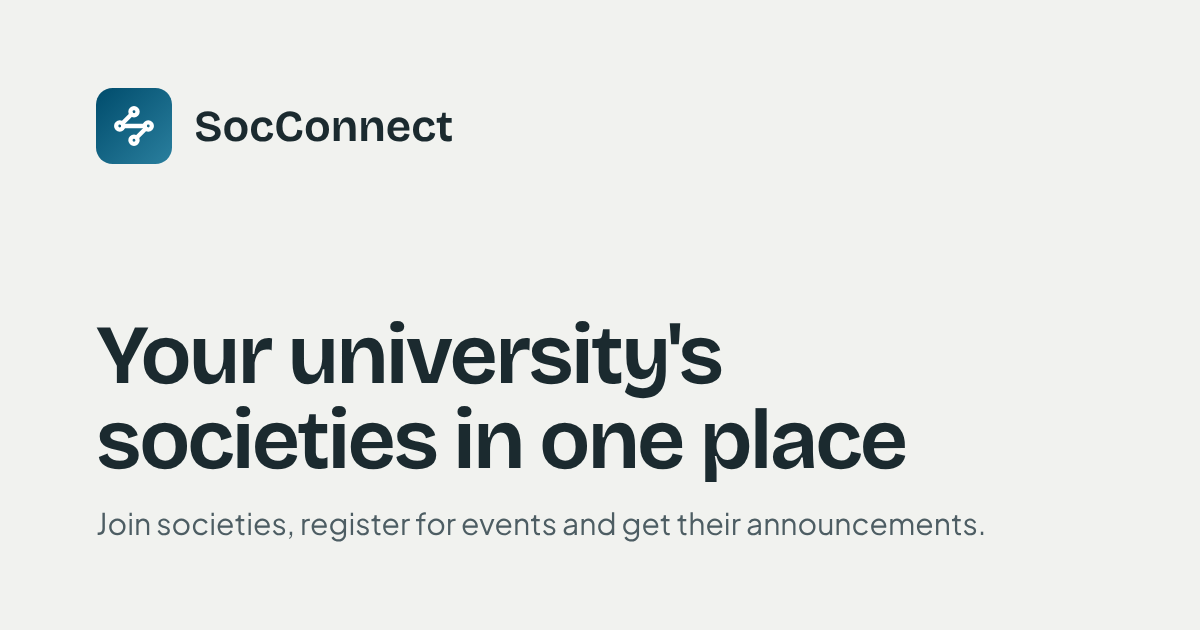 SocConnect
Your university's
societies in one place
Join societies, register for events and get their announcements.